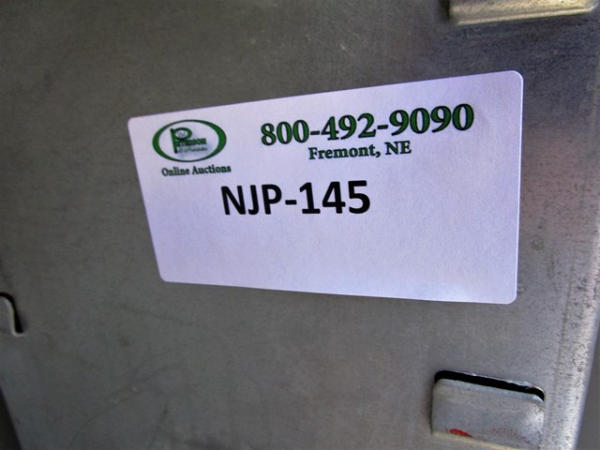 800-492-9090
Fremont, NE
Online Auctions
NJP-145